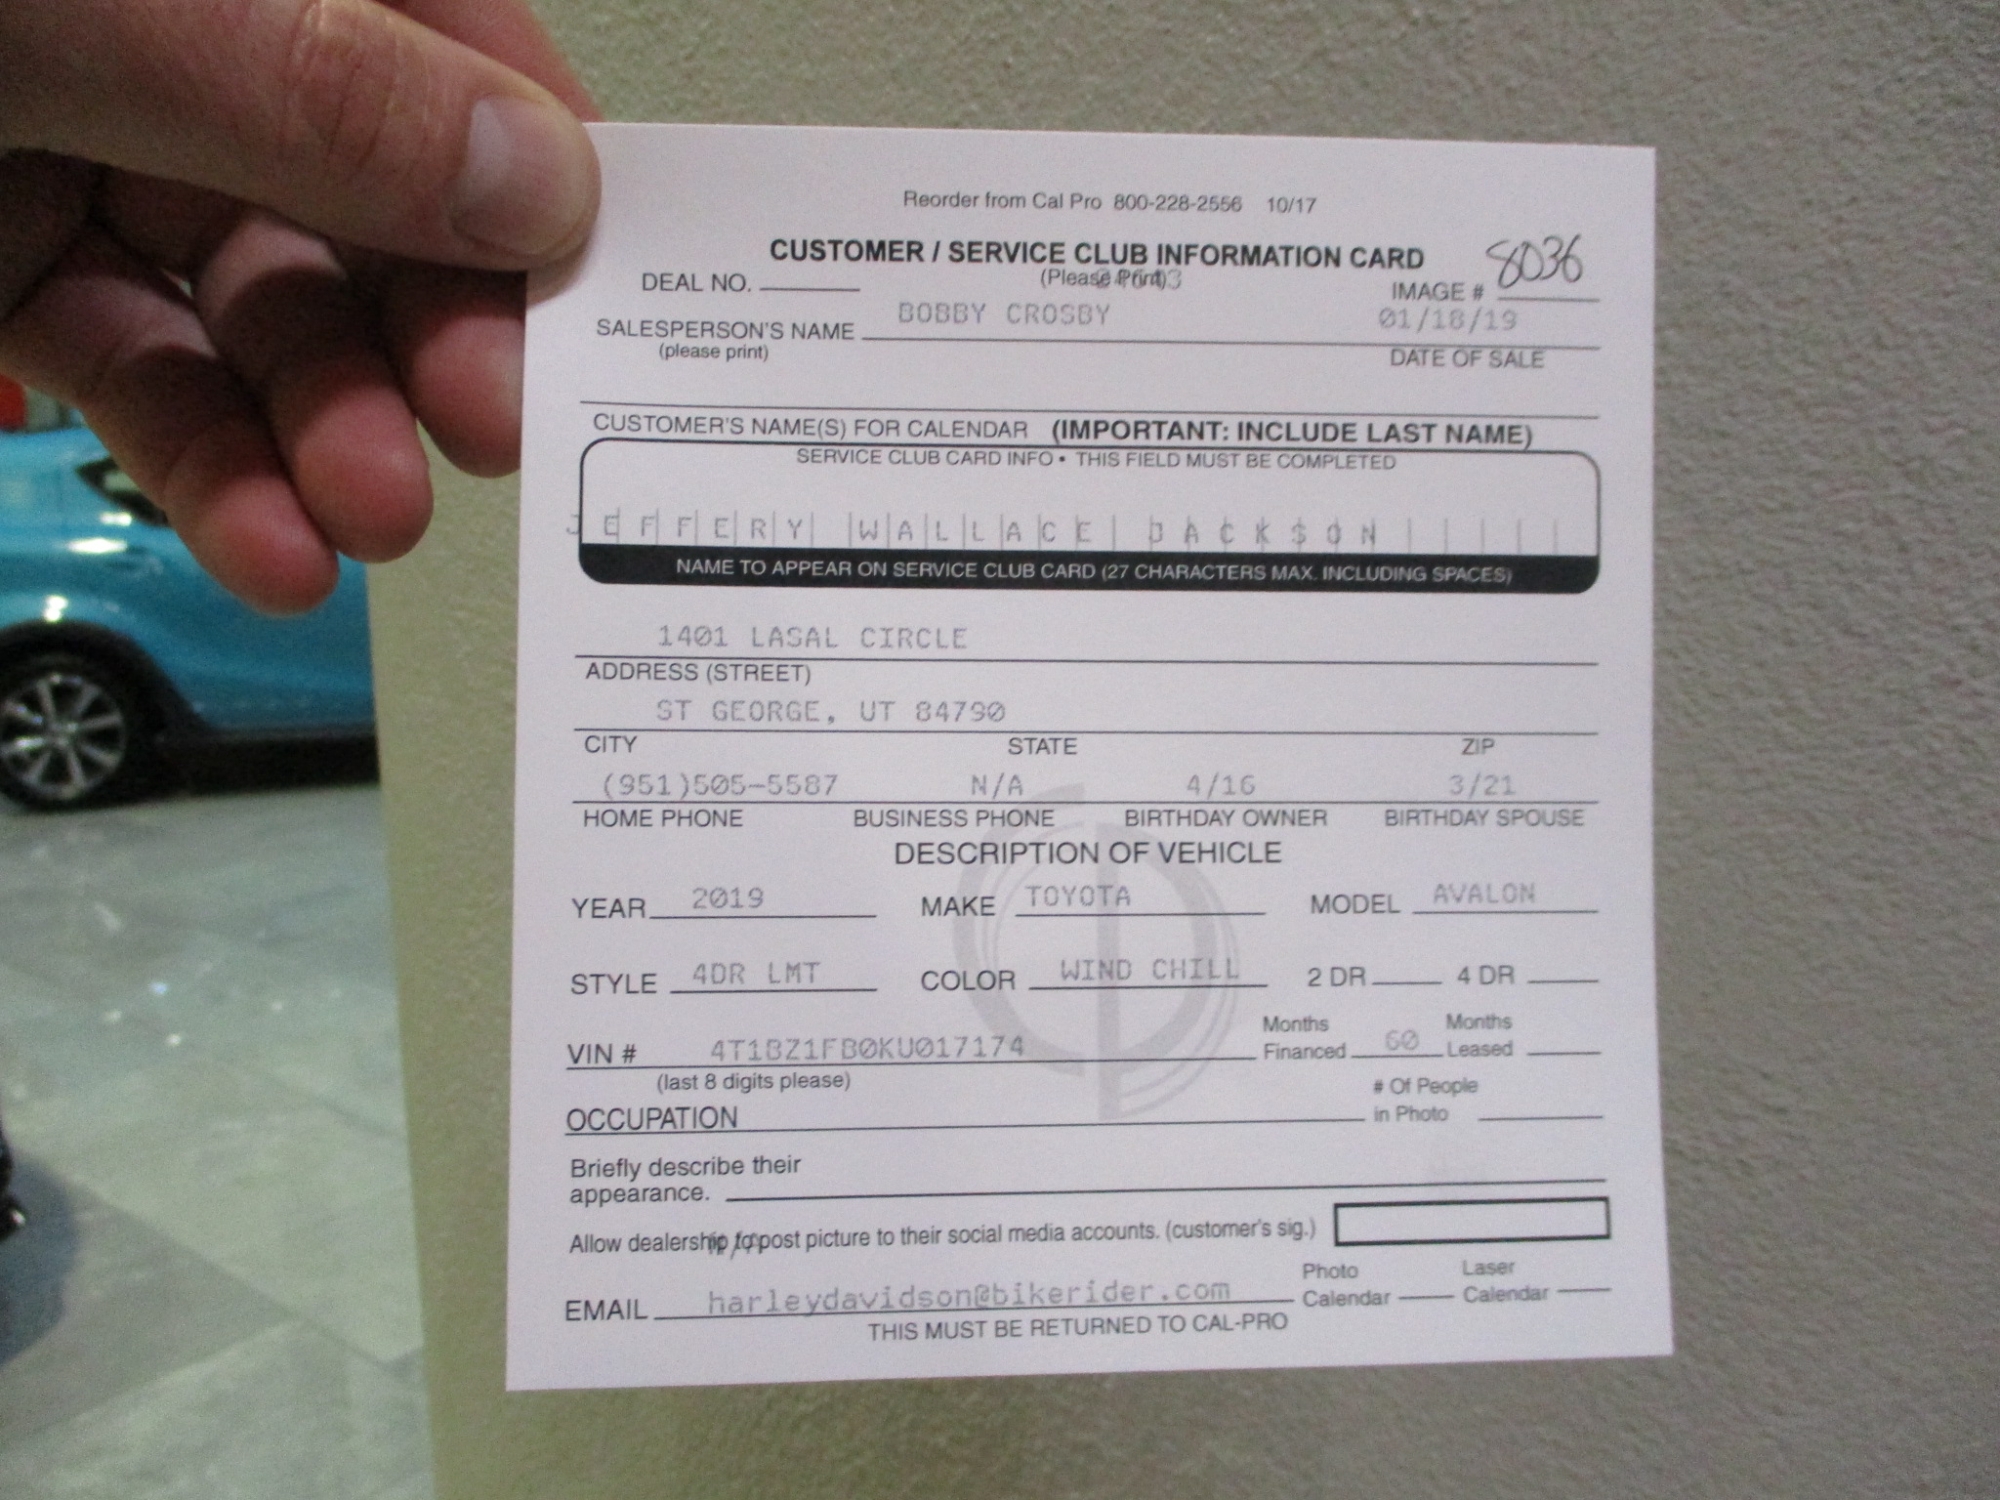 Reorder from Cal Pro 800-228-2556 10/17
CUSTOMER / SERVICE CLUB INFORMATION CARD 8036
DEAL NO. (Please Print) IMAGE #
SALESPERSON'S NAME BOBBY CROSBY 01/18/19
(please print) DATE OF SALE
CUSTOMER'S NAME(S) FOR CALENDAR (IMPORTANT: INCLUDE LAST NAME)
SERVICE CLUB CARD INFO • THIS FIELD MUST BE COMPLETED
JEFFERY WALLACE JACKSON
NAME TO APPEAR ON SERVICE CLUB CARD (27 CHARACTERS MAX. INCLUDING SPACES)
1401 LASAL CIRCLE
ADDRESS (STREET)
ST GEORGE, UT 84790
CITY STATE ZIP
(951)505-5587 N/A 4/16 3/21
HOME PHONE BUSINESS PHONE BIRTHDAY OWNER BIRTHDAY SPOUSE
DESCRIPTION OF VEHICLE
YEAR 2019 MAKE TOYOTA MODEL AVALON
STYLE 4DR LMT COLOR WIND CHILL 2 DR 4 DR
Months Months
VIN # 4T1BZ1FB0KU017174 Financed 60 Leased
(last 8 digits please) # Of People
OCCUPATION in Photo
Briefly describe their
appearance.
Allow dealership to post picture to their social media accounts. (customer's sig.)
Photo Laser
EMAIL harleydavidson@bikerider.com Calendar Calendar
THIS MUST BE RETURNED TO CAL-PRO